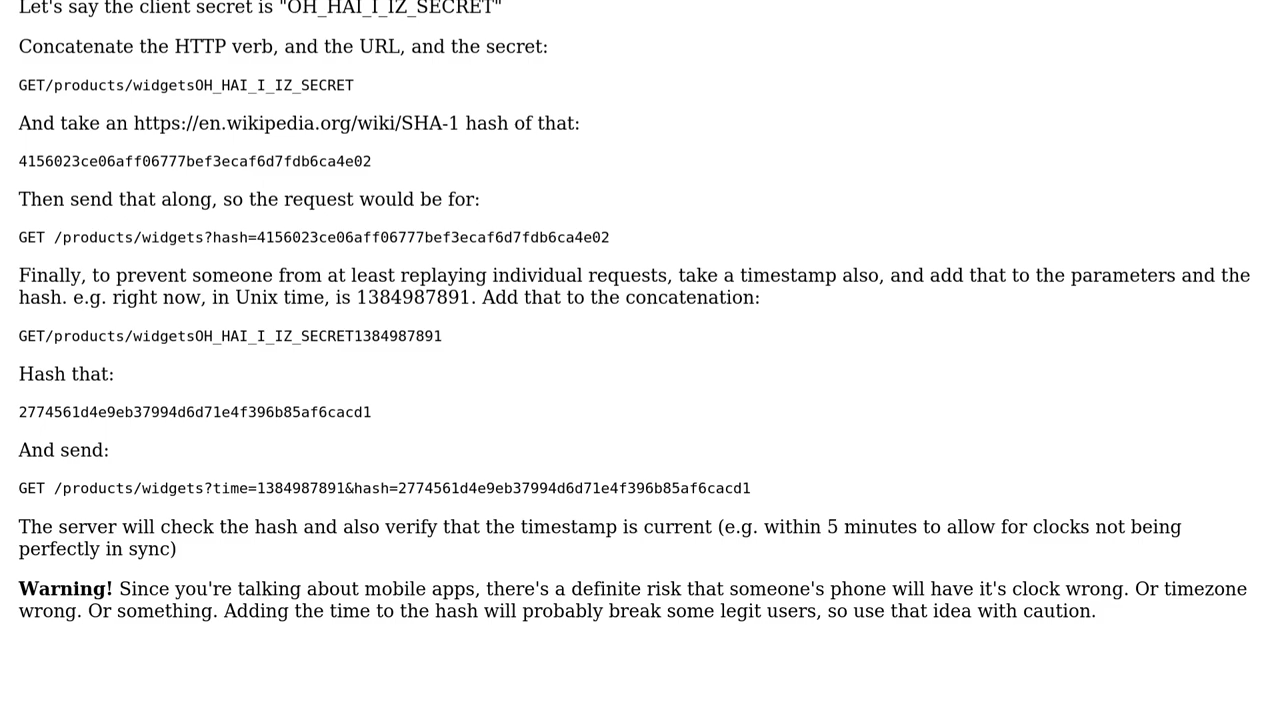 Let's say the client secret is "OH_HAI_I_IZ_SECRET"
Concatenate the HTTP verb, and the URL, and the secret:
GET/products/widgetsOH_HAI_I_IZ_SECRET
And take an https://en.wikipedia.org/wiki/SHA-1 hash of that:
4156023ce06aff06777bef3ecaf6d7fdb6ca4e02
Then send that along, so the request would be for:
GET /products/widgets?hash=4156023ce06aff06777bef3ecaf6d7fdb6ca4e02
Finally, to prevent someone from at least replaying individual requests, take a timestamp also, and add that to the parameters and the
hash. e.g. right now, in Unix time, is 1384987891. Add that to the concatenation:
GET/products/widgetsOH_HAI_I_IZ_SECRET1384987891
Hash that:
2774561d4e9eb37994d6d71e4f396b85af6cacd1
And send:
GET /products/widgets?time=1384987891&hash=2774561d4e9eb37994d6d71e4f396b85af6cacd1
The server will check the hash and also verify that the timestamp is current (e.g. within 5 minutes to allow for clocks not being
perfectly in sync)
Warning! Since you're talking about mobile apps, there's a definite risk that someone's phone will have it's clock wrong. Or timezone
wrong. Or something. Adding the time to the hash will probably break some legit users, so use that idea with caution.